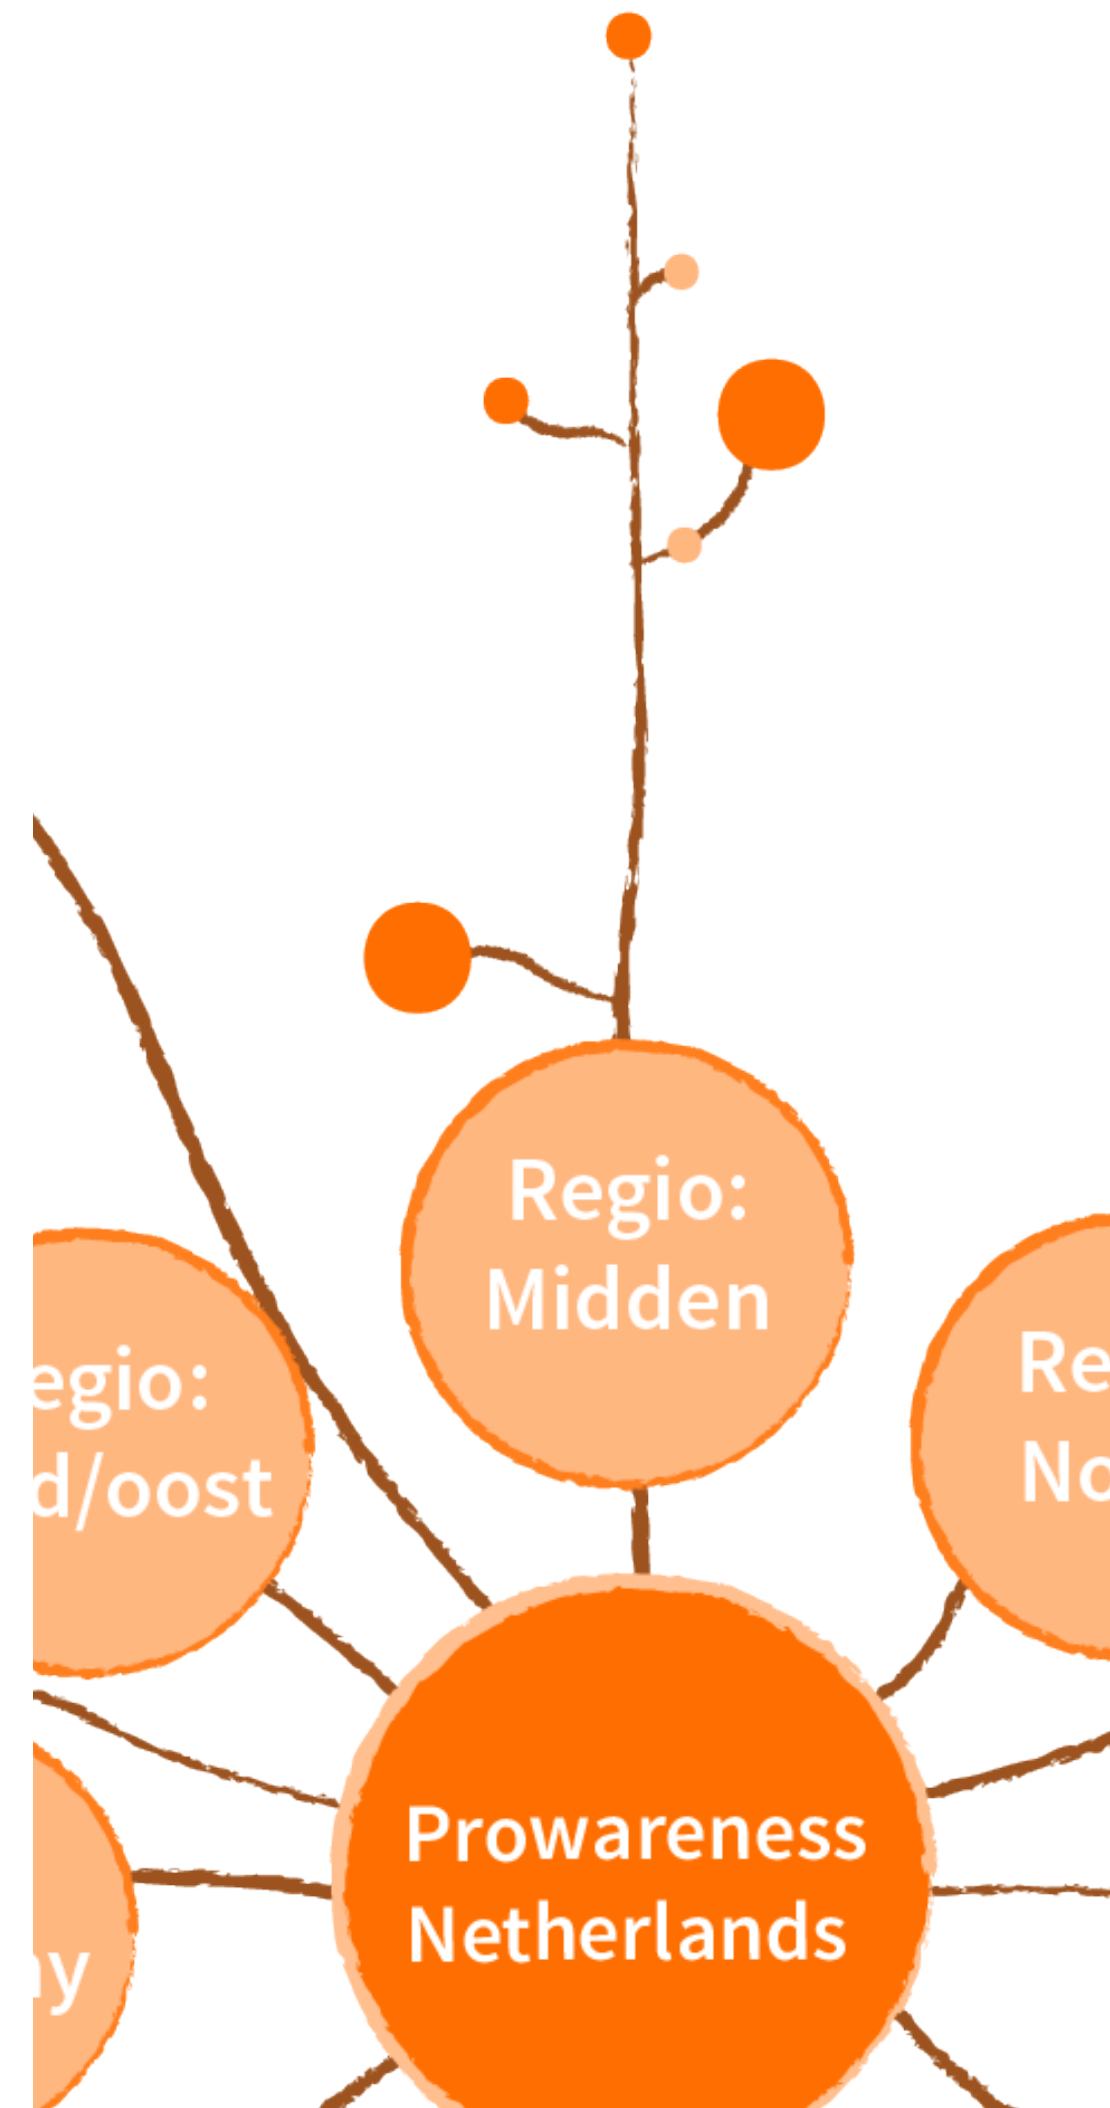 Regio:
Midden
egio:
d/oost
Re
No
Prowareness
Netherlands
y